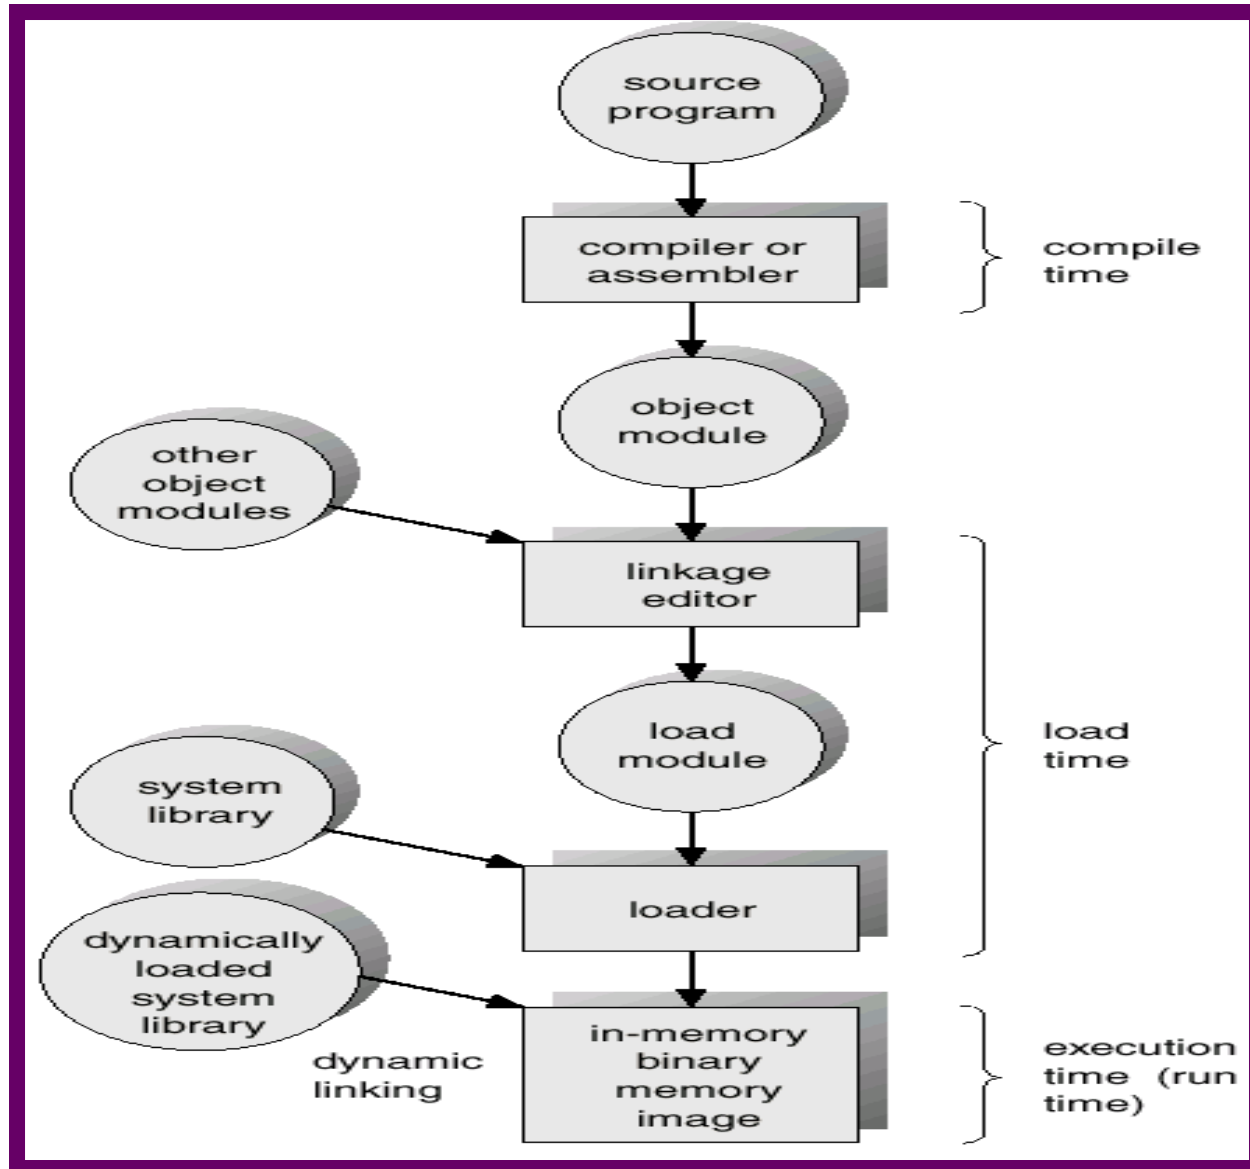 source
program
compiler or
assembler
compile
time
object
module
other
object
modules
linkage
editor
load
module
load
time
system
library
loader
dynamically
loaded
system
library
dynamic
linking
in-memory
binary
memory
image
execution
time (run
time)